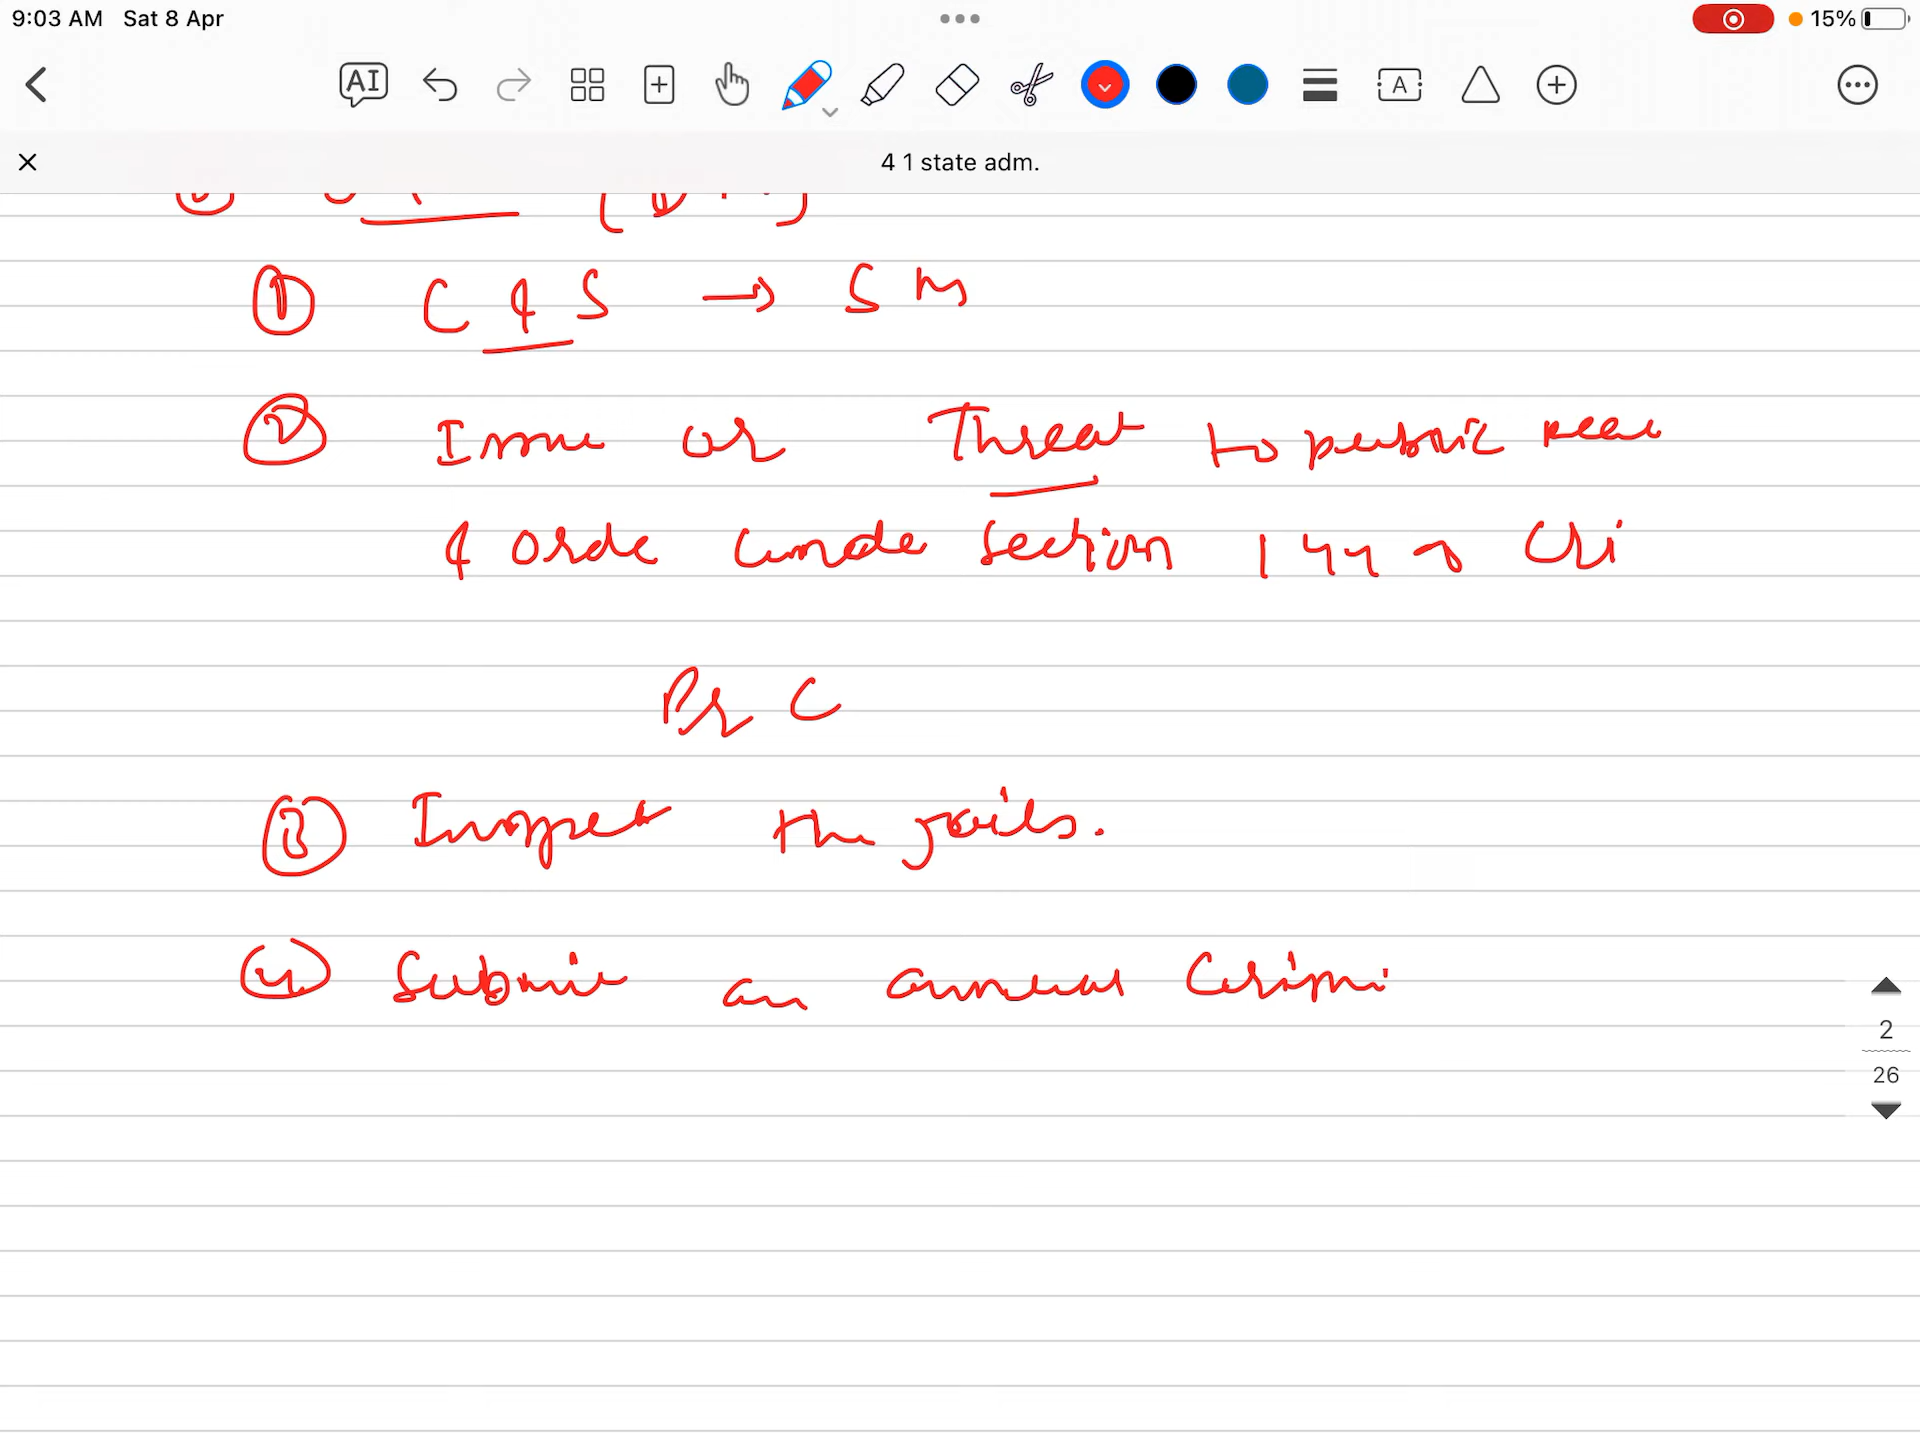 9:03 AM Sat 8 Apr
15%
AI
A
4 1 state adm.
① C & S → S M
② Issue or Threat to public peace
& Order under Section 144 of Cri
Pr C
③ Inspect the jails.
④ Submit an annual Crimi
2
26